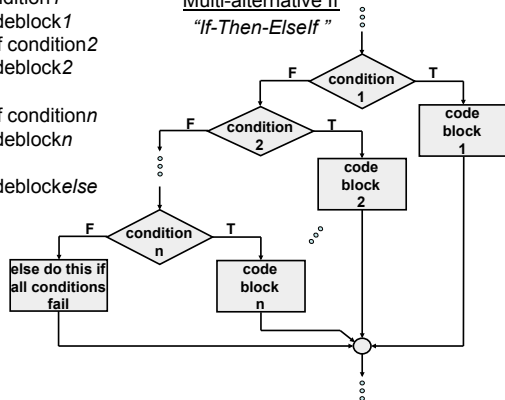 Multi-alternative If
“If-Then-ElseIf ”
deblock1
f condition2
deblock2
f conditionn
deblockn
deblockelse
F
condition
1
T
code
block
1
F
condition
2
T
code
block
2
F
condition
n
T
else do this if
all conditions
fail
code
block
n